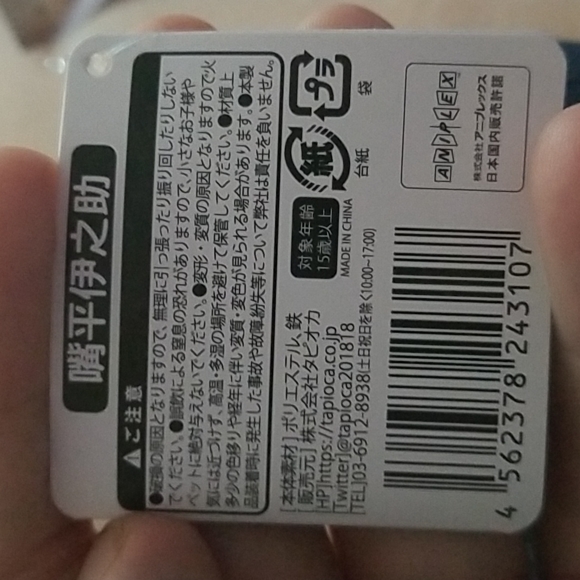 嘴平伊之助
⚠ご注意
●破損の原因となりますので、無理に引っ張ったり振り回したりしない
でください。●誤飲による窒息の恐れがありますので、小さなお子様や
ペットに絶対与えないでください。●変形・変質の原因となりますので火
気には近づけず、高温・多湿の場所を避けて保管してください。●材質上
多少の色移りや経年に伴い変質・変色が見られる場合があります。●本製
品装着時に発生した事故や故障、紛失等について弊社は責任を負いません。
[本体素材]ポリエステル、鉄
[販売元]株式会社タピオカ
HP]https://tapioca.co.jp
[Twitter]@tapioca201818
[TEL]03-6912-8938(土日祝日を除く10:00~17:00)
対象年齢
15歳以上
MADE IN CHINA
紙
台紙
プラ
袋
ANIPLEX
株式会社アニプレックス
日本国内販売許諾
4 562378 243107